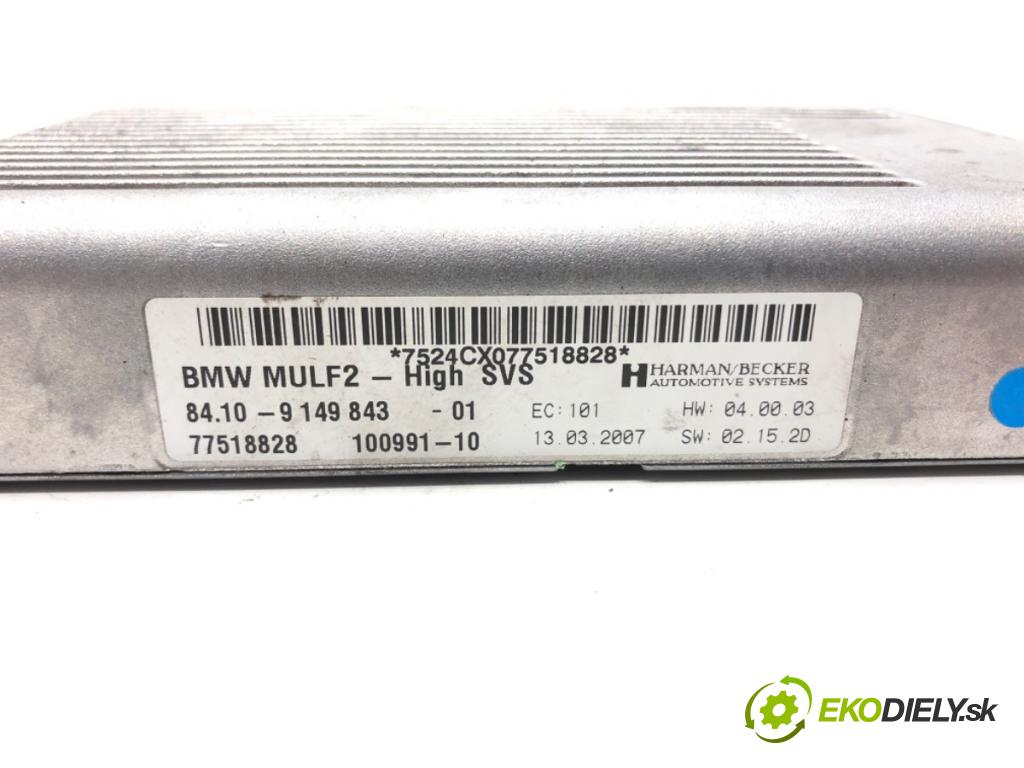 *7524CX077518828*
BMW MULF2 – High SVS
HARMAN/BECKER
AUTOMOTIVE SYSTEMS
84.10 – 9 149 843 - 01 EC: 101 HW: 04.00.03
77518828 100991–10 13.03.2007 SW: 02.15.2D
EKODIELY.sk